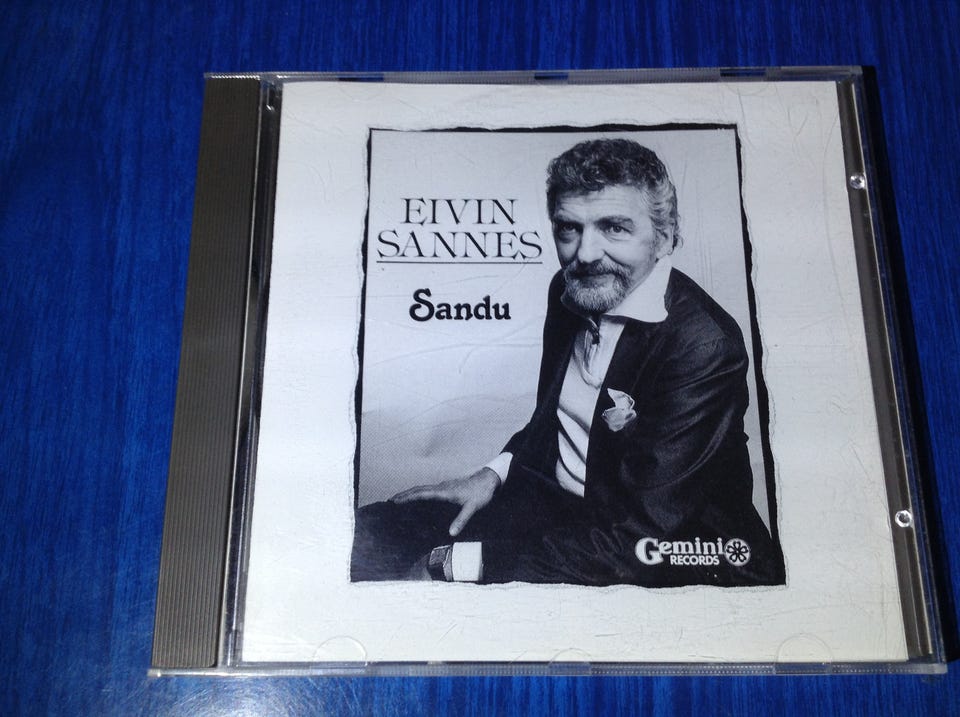 EIVIN
SANNES
Sandu
Gemini
RECORDS